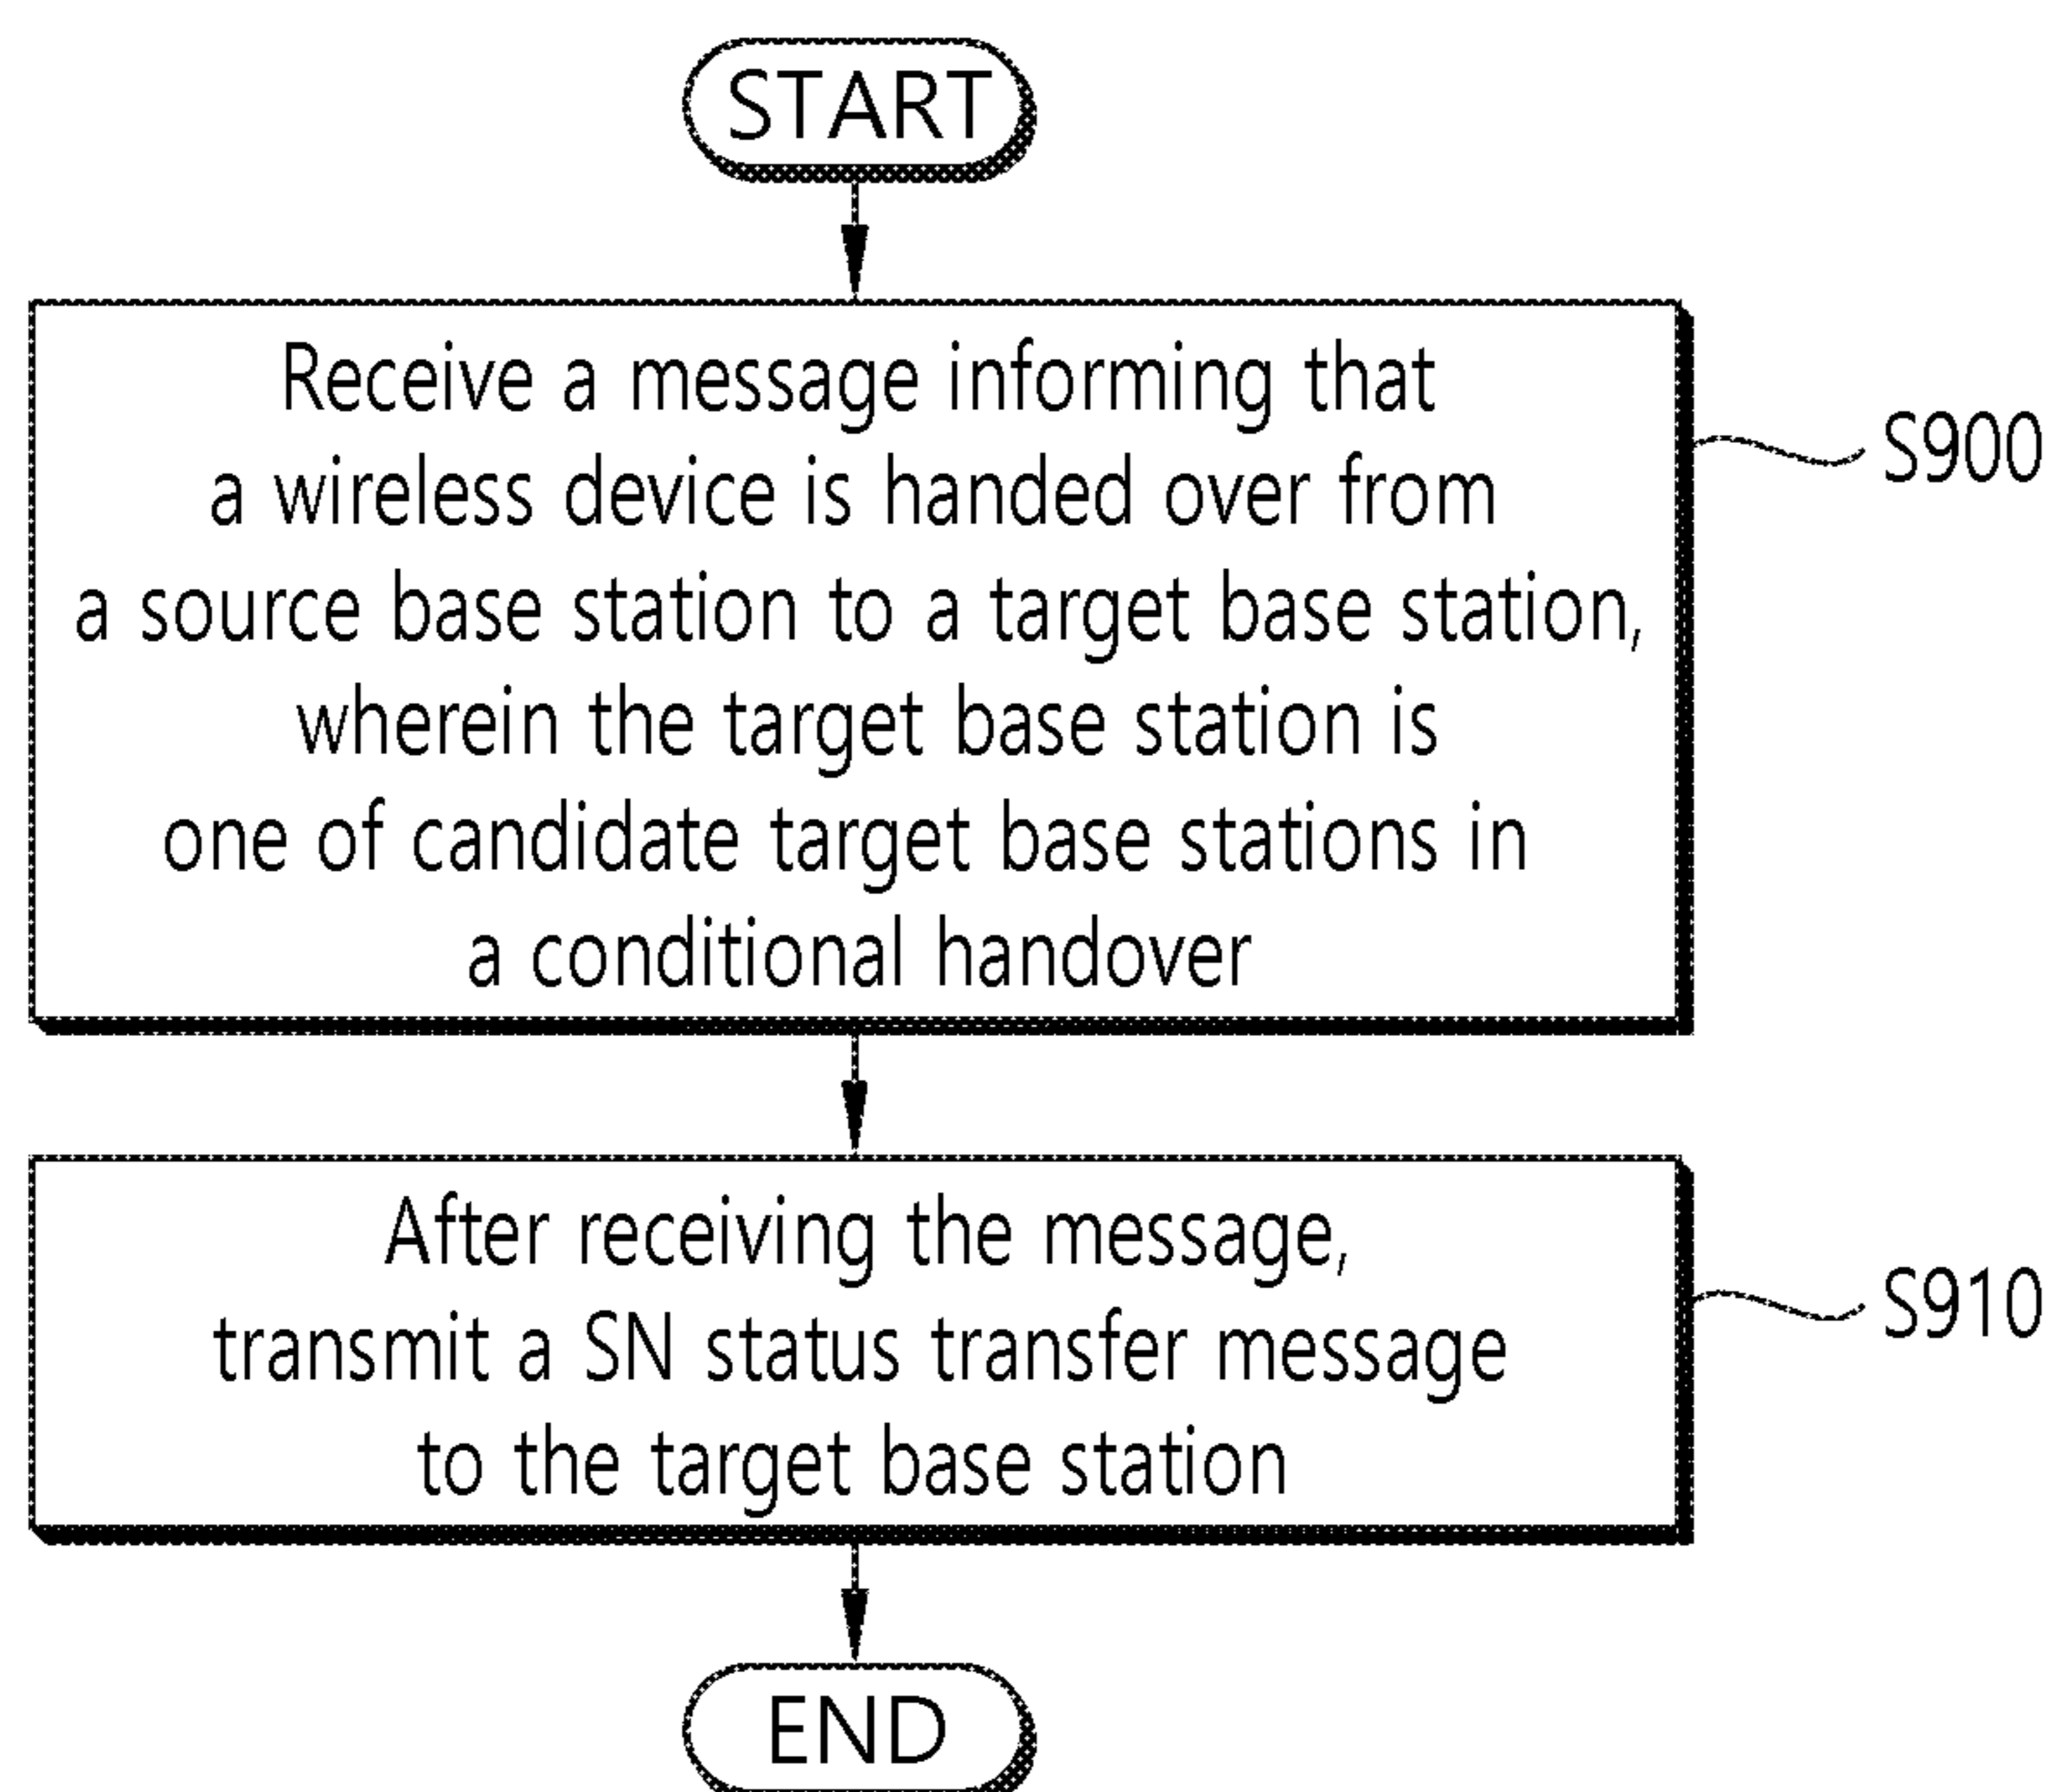 START
Receive a message informing that
a wireless device is handed over from
a source base station to a target base station,
wherein the target base station is
one of candidate target base stations in
a conditional handover
S900
After receiving the message,
transmit a SN status transfer message
to the target base station
S910
END